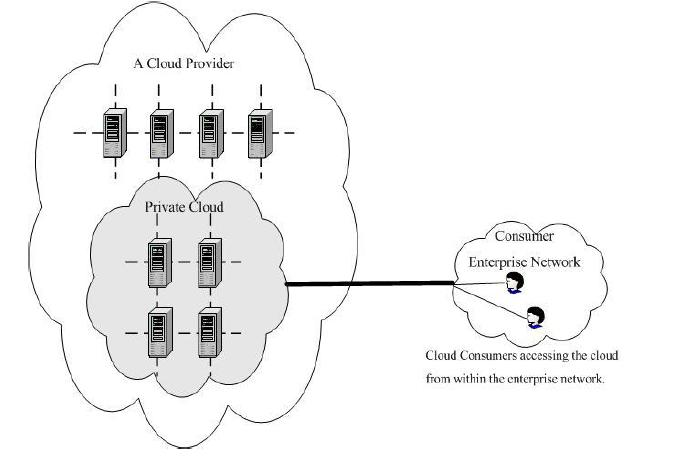 A Cloud Provider
Private Cloud
Consumer
Enterprise Network
Cloud Consumers accessing the cloud
from within the enterprise network.